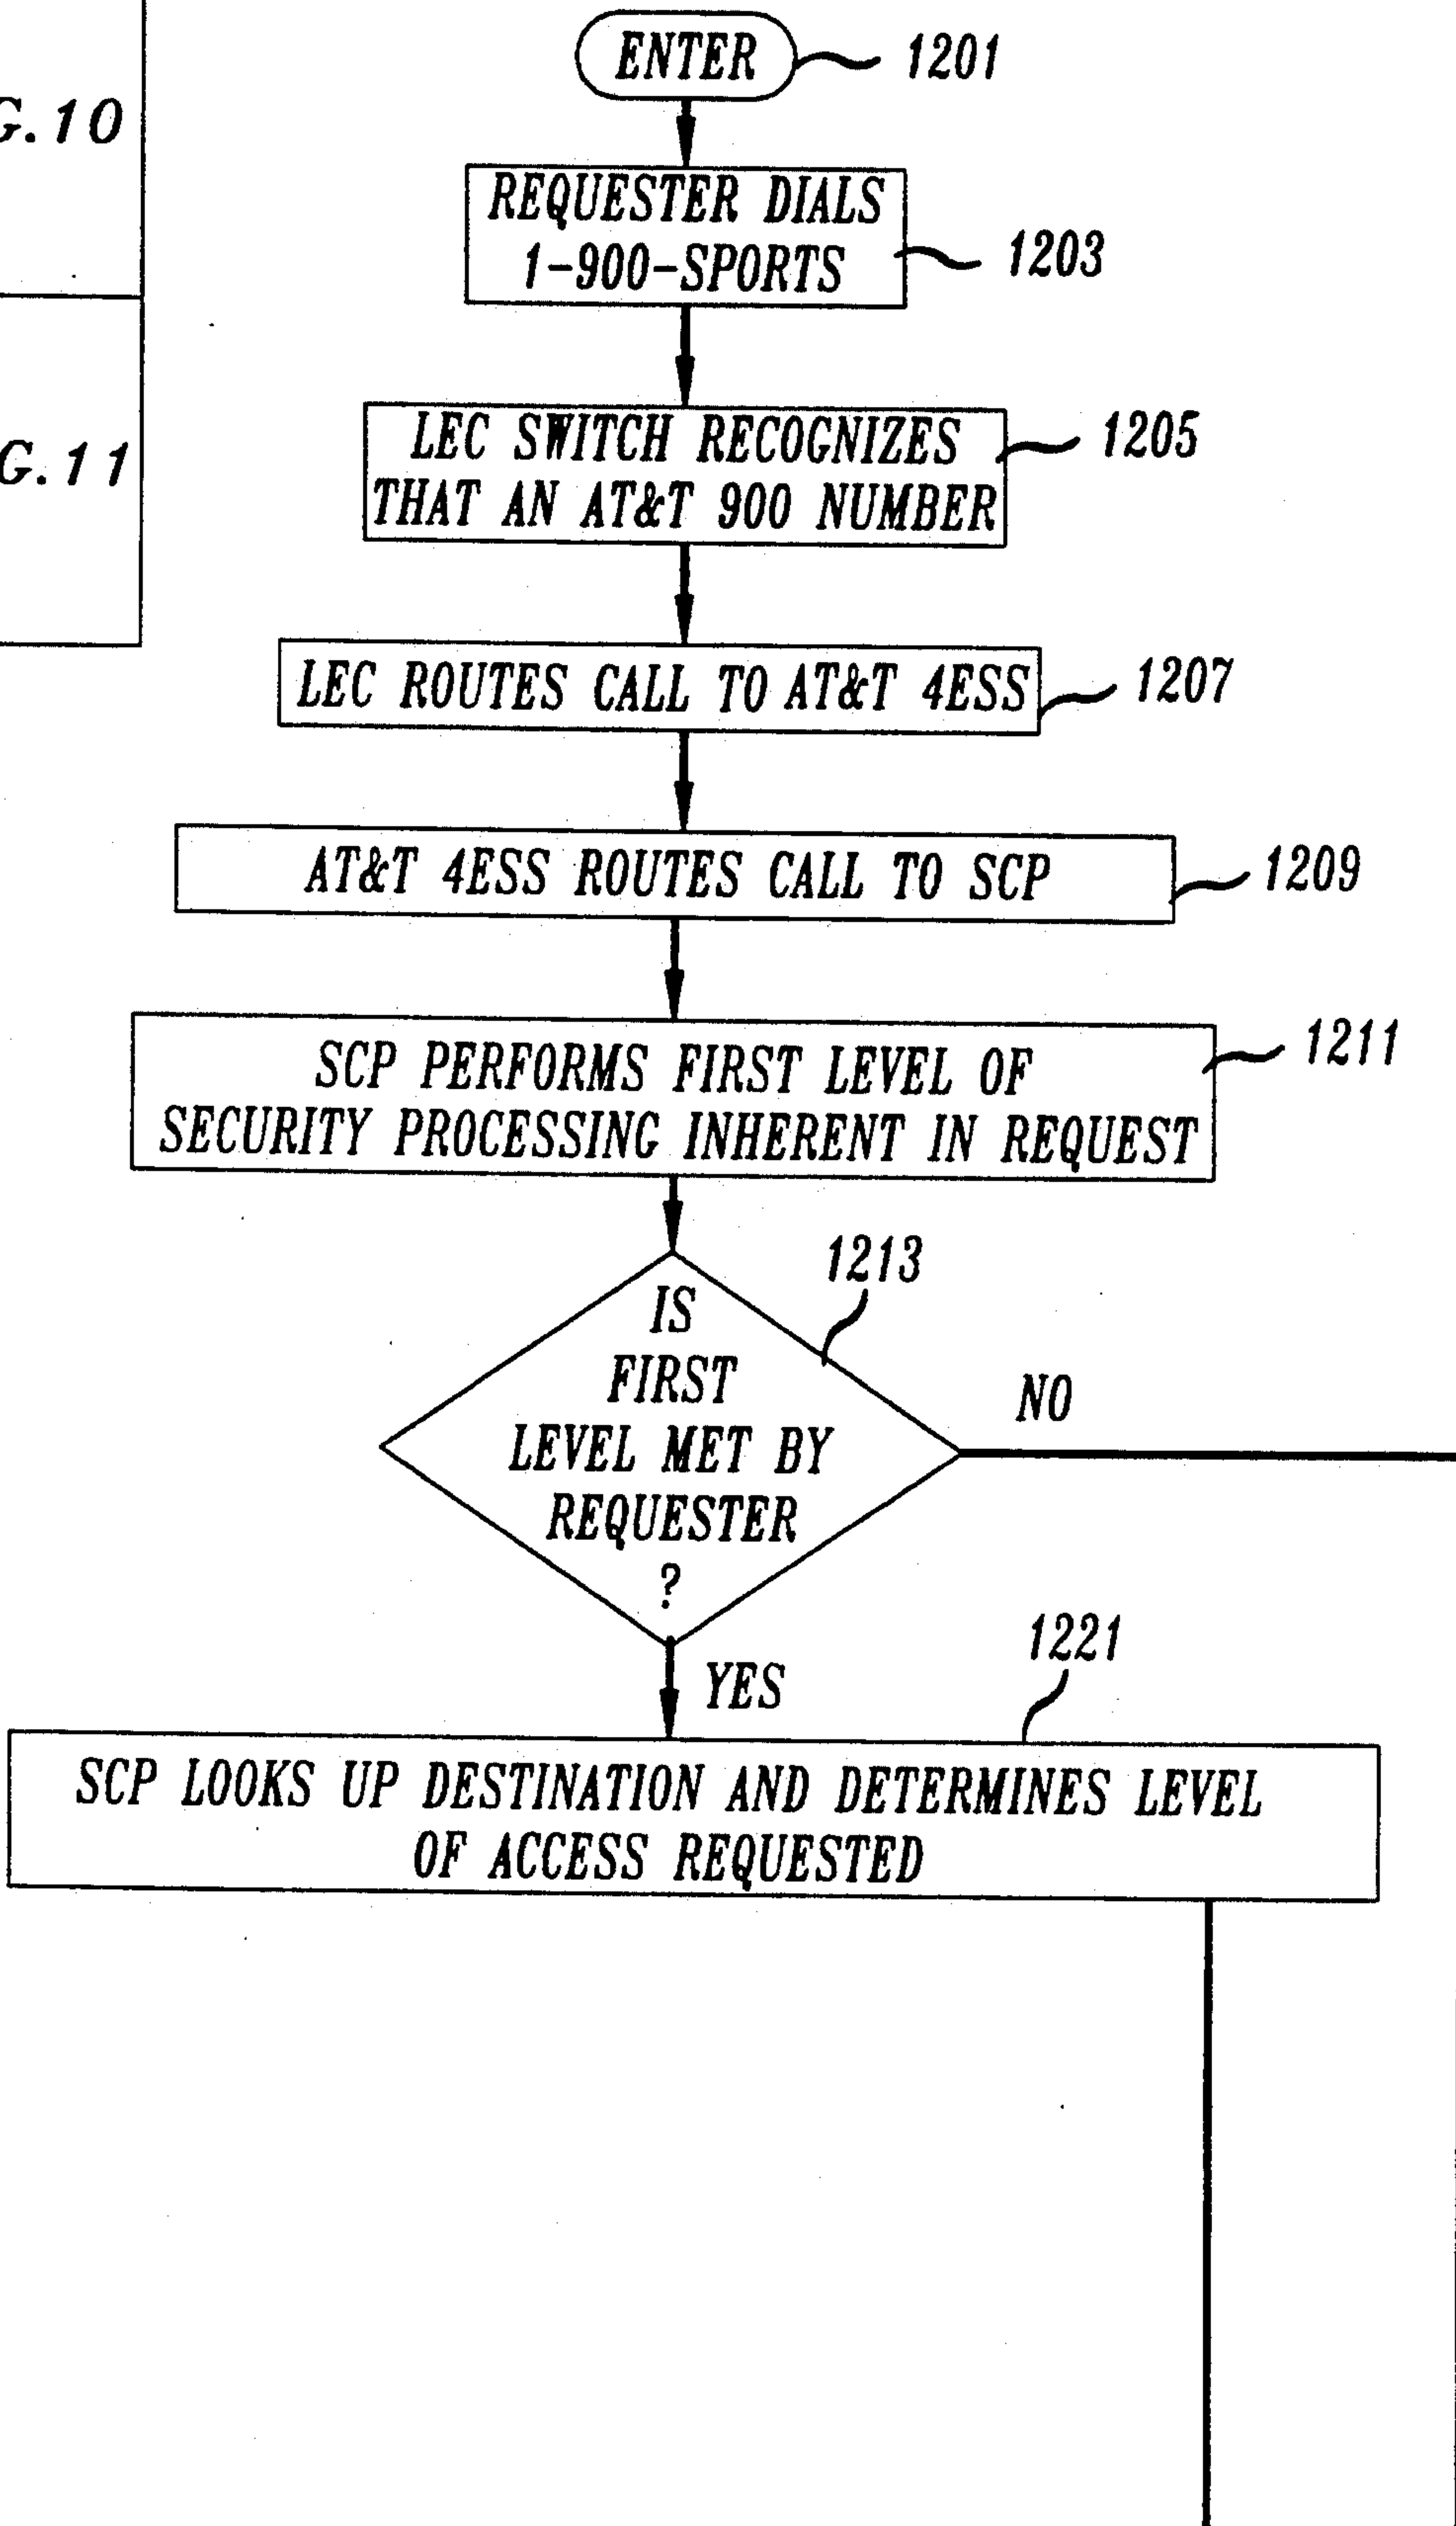 G.10
G.11
ENTER
1201
REQUESTER DIALS
1-900-SPORTS
1203
LEC SWITCH RECOGNIZES
THAT AN AT&T 900 NUMBER
1205
LEC ROUTES CALL TO AT&T 4ESS
1207
AT&T 4ESS ROUTES CALL TO SCP
1209
SCP PERFORMS FIRST LEVEL OF
SECURITY PROCESSING INHERENT IN REQUEST
1211
1213
IS
FIRST
LEVEL MET BY
REQUESTER
?
NO
YES
1221
SCP LOOKS UP DESTINATION AND DETERMINES LEVEL
OF ACCESS REQUESTED